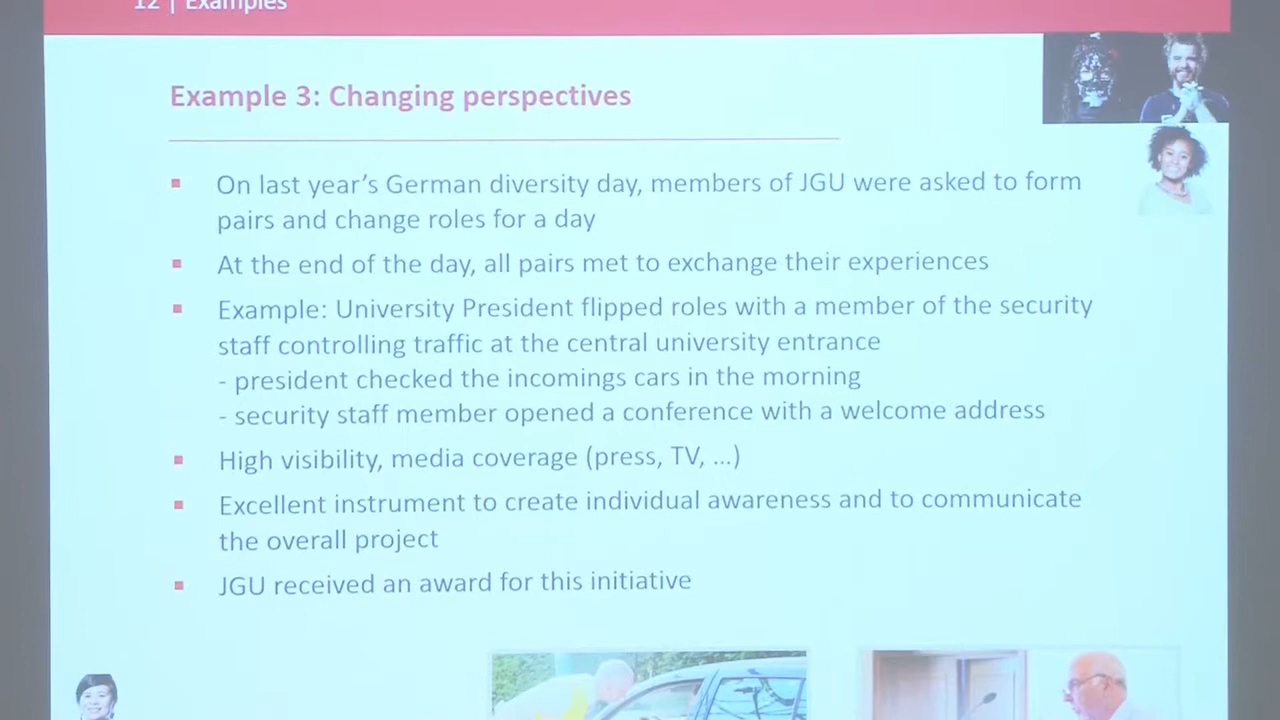 12 | Examples
Example 3: Changing perspectives
On last year's German diversity day, members of JGU were asked to form
pairs and change roles for a day
At the end of the day, all pairs met to exchange their experiences
Example: University President flipped roles with a member of the security
staff controlling traffic at the central university entrance
- president checked the incomings cars in the morning
- security staff member opened a conference with a welcome address
High visibility, media coverage (press, TV, ...)
Excellent instrument to create individual awareness and to communicate
the overall project
JGU received an award for this initiative